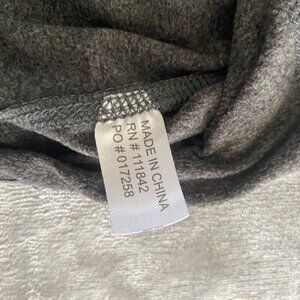 MADE IN CHINA
RN # 111842
PO # 017258